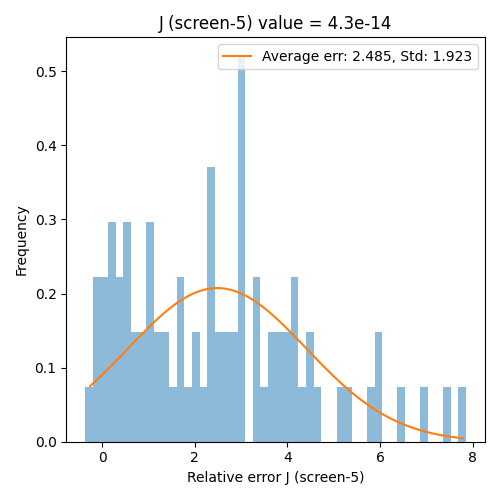 J (screen-5) value = 4.3e-14
Average err: 2.485, Std: 1.923
Frequency
0.5
0.4
0.3
0.2
0.1
0.0
0 2 4 6 8
Relative error J (screen-5)